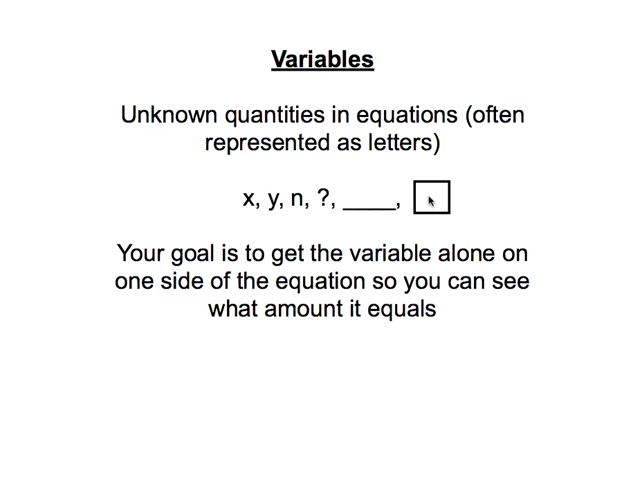 Variables
Unknown quantities in equations (often
represented as letters)
x, y, n, ?, ____,
Your goal is to get the variable alone on
one side of the equation so you can see
what amount it equals